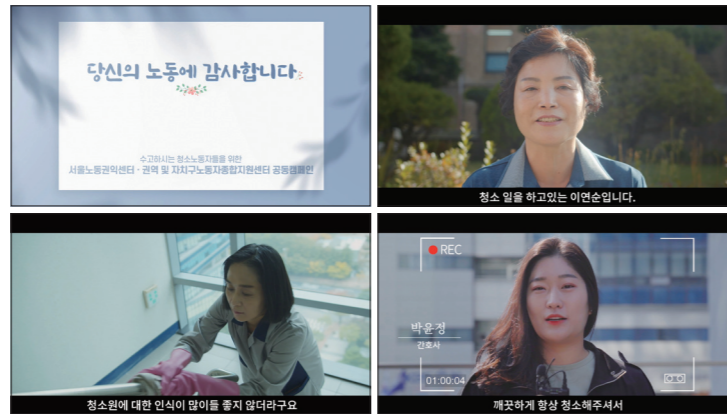 당신의 노동에 감사합니다
수고하시는 청소노동자들을 위한
서울노동권익센터 · 권역 및 자치구노동자종합지원센터 공동캠페인
청소 일을 하고있는 이연순입니다.
청소원에 대한 인식이 많이들 좋지 않더라구요
REC
박윤정
간호사
01:00:04
깨끗하게 항상 청소해주셔서